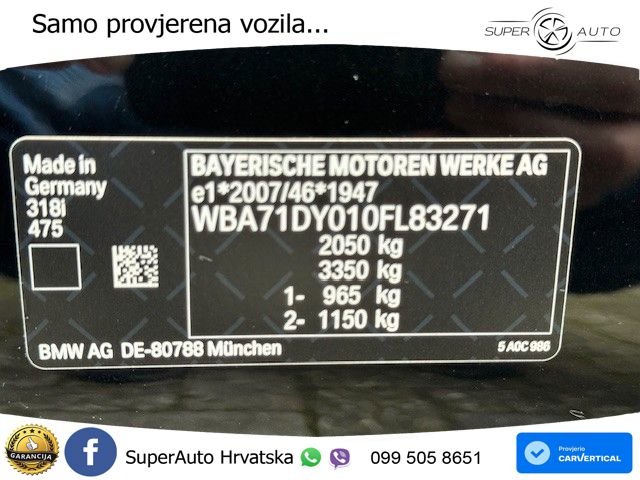 Samo provjerena vozila...
SUPER AUTO
Made in
Germany
318i
475
BAYERISCHE MOTOREN WERKE AG
e1*2007/46*1947
WBA71DY010FL83271
2050 kg
3350 kg
1- 965 kg
2- 1150 kg
BMW AG DE-80788 München
5 A0C 986
GARANCIJA
SuperAuto Hrvatska
099 505 8651
Provjerio
CARVERTICAL